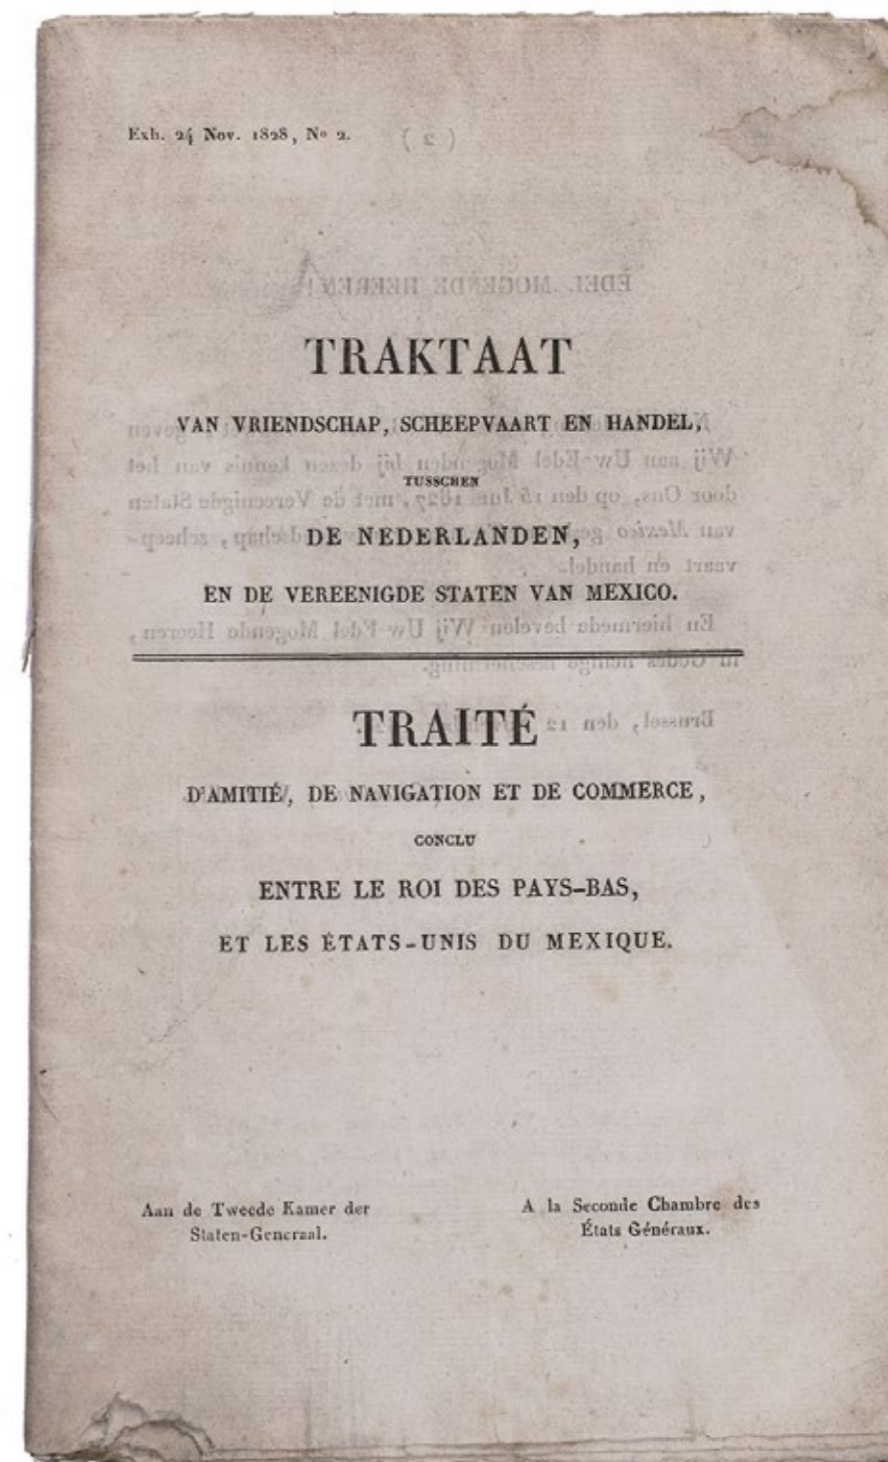 Exh. 24 Nov. 1828, No 2.
TRAKTAAT
VAN VRIENDSCHAP, SCHEEPVAART EN HANDEL,
TUSSCHEN
DE NEDERLANDEN,
EN DE VEREENIGDE STATEN VAN MEXICO.
TRAITÉ
D'AMITIÉ, DE NAVIGATION ET DE COMMERCE,
CONCLU
ENTRE LE ROI DES PAYS-BAS,
ET LES ÉTATS-UNIS DU MEXIQUE.
Aan de Tweede Kamer der
Staten-Generaal.
A la Seconde Chambre des
États Généraux.